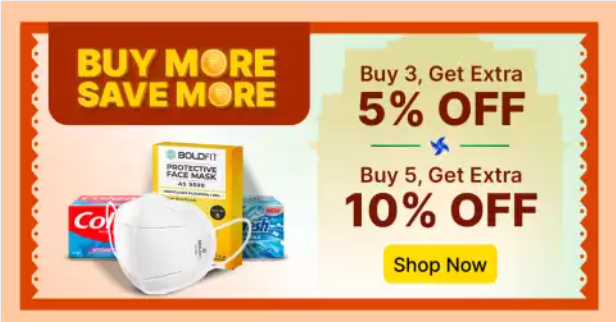 BUY MORE
SAVE MORE
Buy 3, Get Extra
5% OFF
Buy 5, Get Extra
10% OFF
Shop Now
BOLDFIT
PROTECTIVE
FACE MASK
NEW